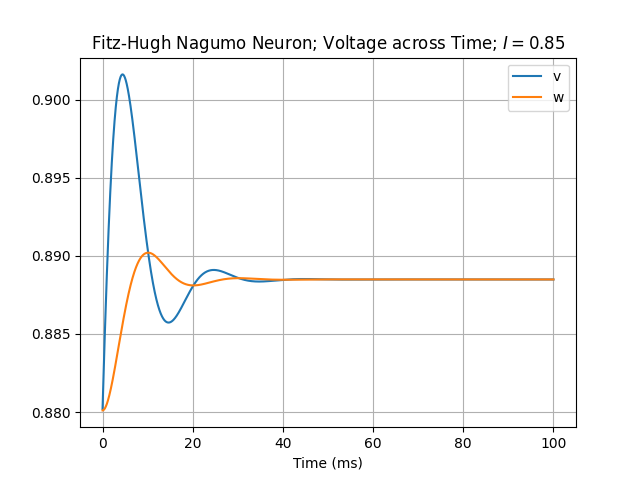 Fitz-Hugh Nagumo Neuron; Voltage across Time; I = 0.85
v
w
0.900
0.895
0.890
0.885
0.880
0 20 40 60 80 100
Time (ms)